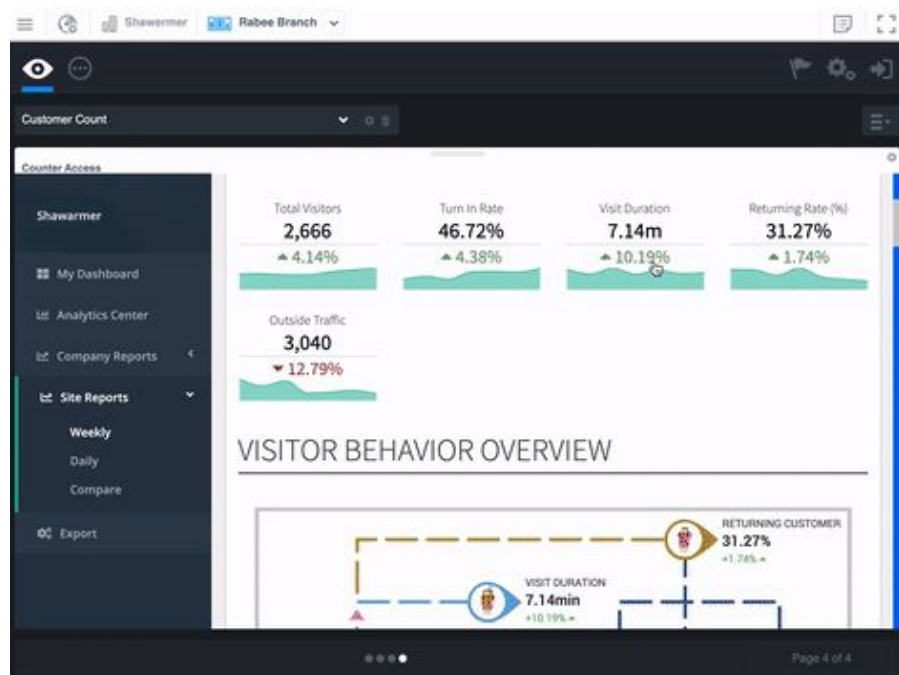 Shawermer
Rabee Branch
Customer Count
Counter Access
Shawarmer
My Dashboard
Analytics Center
Company Reports
Site Reports
Weekly
Daily
Compare
Export
Total Visitors
2,666
4.14%
Turn In Rate
46.72%
4.38%
Visit Duration
7.14m
10.19%
Returning Rate (%)
31.27%
1.74%
Outside Traffic
3,040
12.79%
VISITOR BEHAVIOR OVERVIEW
RETURNING CUSTOMER
31.27%
+1.74%
VISIT DURATION
7.14min
+10.19%
Page 4 of 4